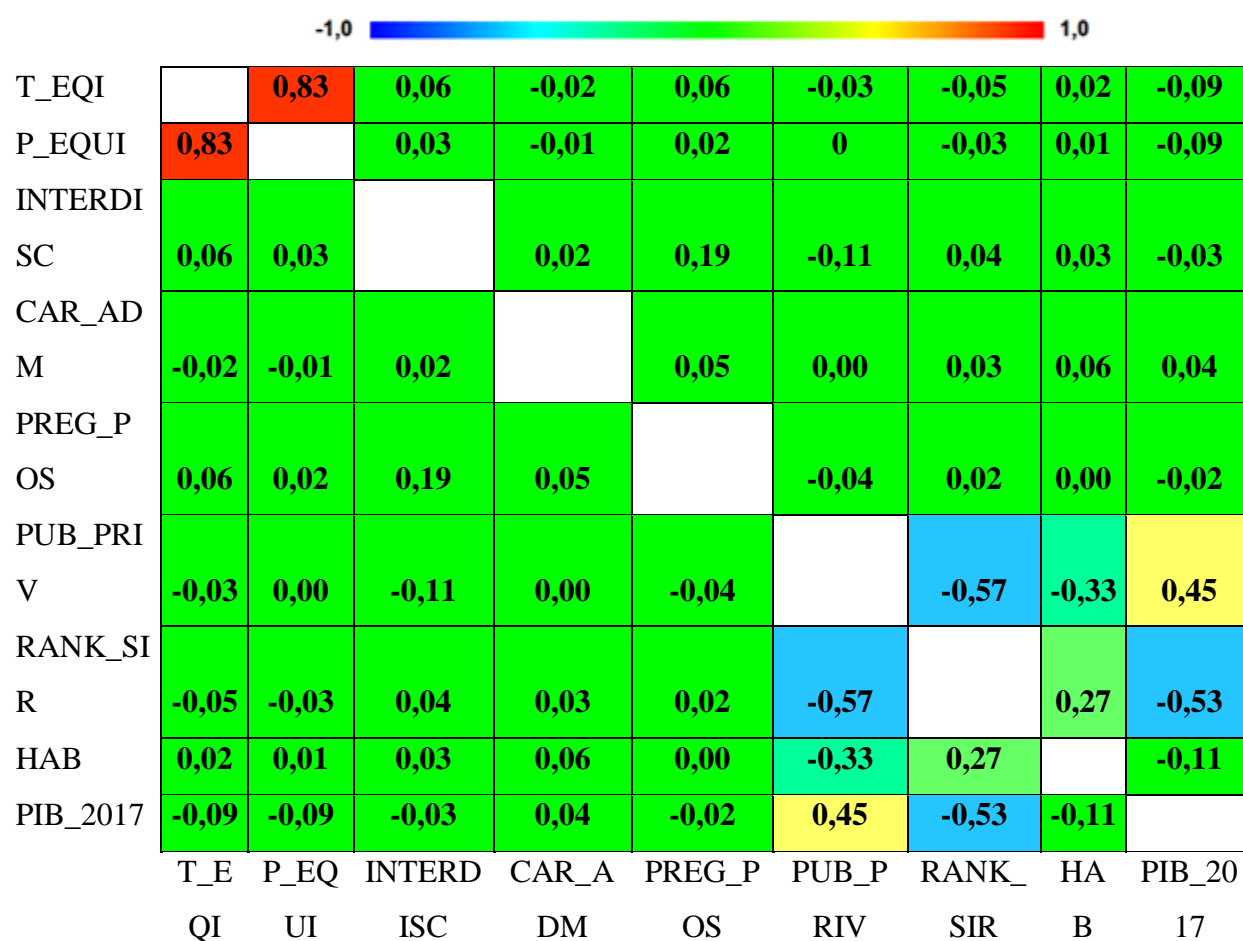 -1,0 1,0
T_EQI 0,83 0,06 -0,02 0,06 -0,03 -0,05 0,02 -0,09
P_EQUI 0,83 0,03 -0,01 0,02 0 -0,03 0,01 -0,09
INTERDI
SC 0,06 0,03 0,02 0,19 -0,11 0,04 0,03 -0,03
CAR_AD
M -0,02 -0,01 0,02 0,05 0,00 0,03 0,06 0,04
PREG_P
OS 0,06 0,02 0,19 0,05 -0,04 0,02 0,00 -0,02
PUB_PRI
V -0,03 0,00 -0,11 0,00 -0,04 -0,57 -0,33 0,45
RANK_SI
R -0,05 -0,03 0,04 0,03 0,02 -0,57 0,27 -0,53
HAB 0,02 0,01 0,03 0,06 0,00 -0,33 0,27 -0,11
PIB_2017 -0,09 -0,09 -0,03 0,04 -0,02 0,45 -0,53 -0,11
T_E P_EQ INTERD CAR_A PREG_P PUB_P RANK_ HA PIB_20
QI UI ISC DM OS RIV SIR B 17